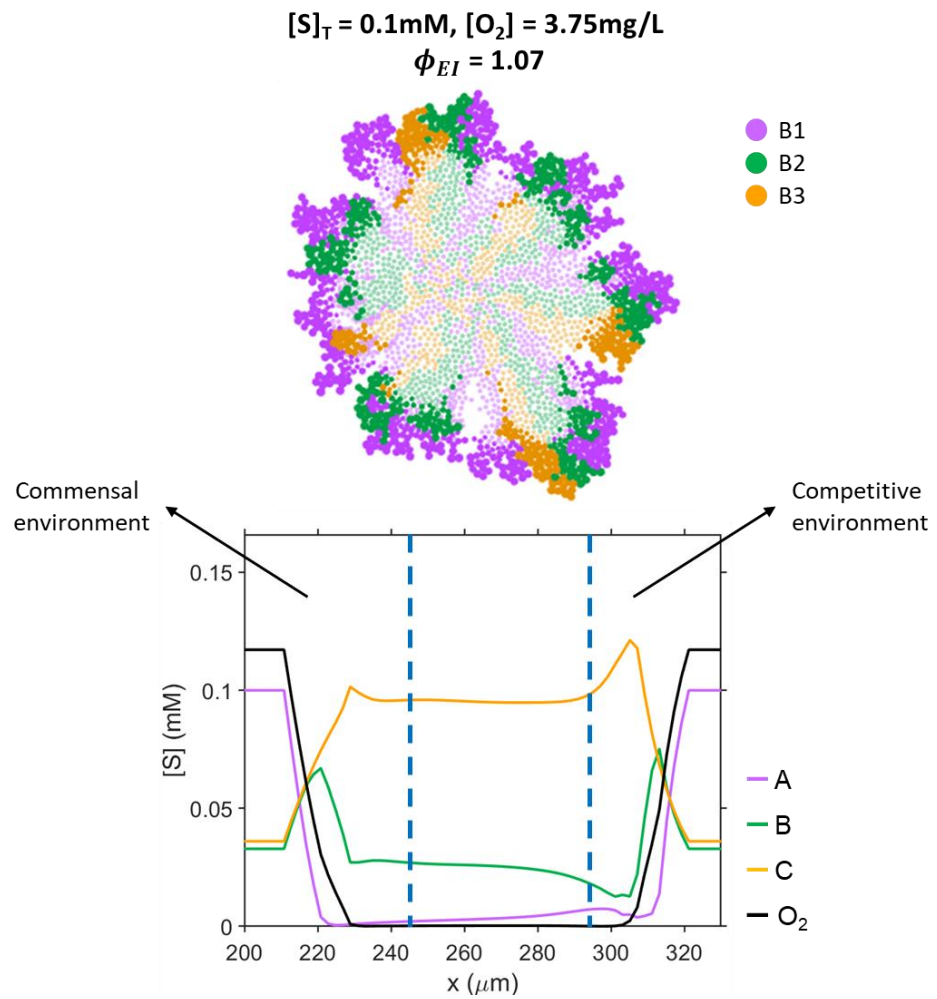 [S]T = 0.1mM, [O2] = 3.75mg/L
ϕEI = 1.07
B1
B2
B3
Commensal
environment
Competitive
environment
0.15
0.1
0.05
0
[S] (mM)
200 220 240 260 280 300 320
x (μm)
A
B
C
O2